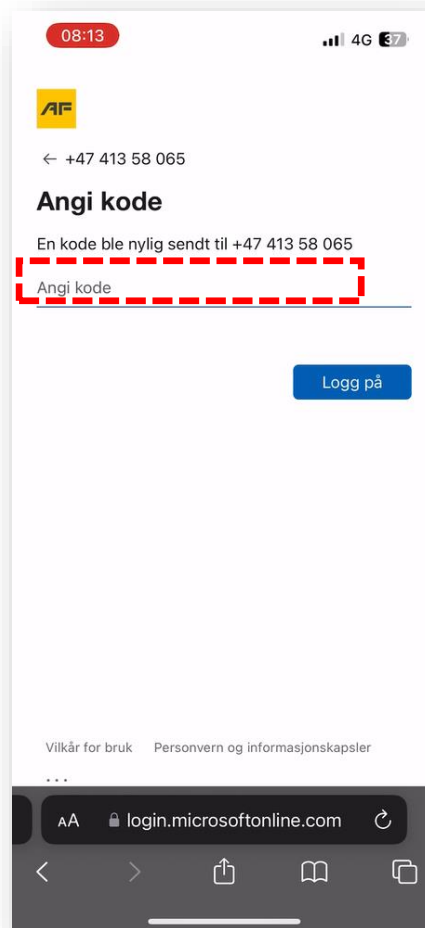 08:13
4G 37
AF
← +47 413 58 065
Angi kode
En kode ble nylig sendt til +47 413 58 065
Angi kode
Logg på
Vilkår for bruk Personvern og informasjonskapsler
...
AA login.microsoftonline.com